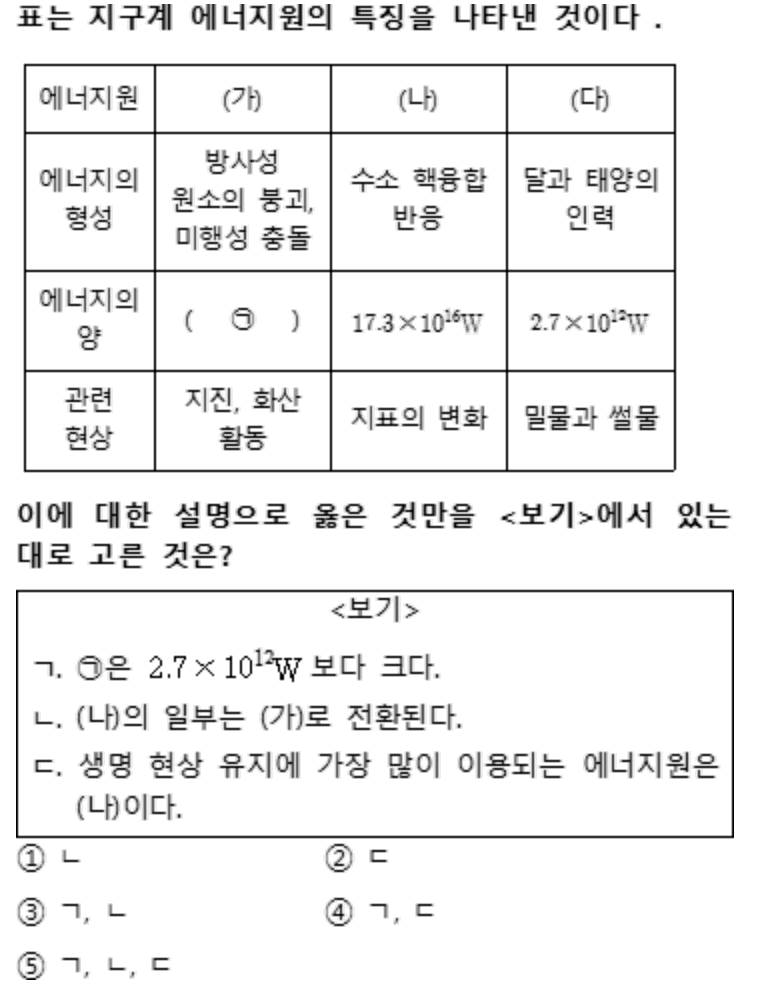 표는 지구계 에너지원의 특징을 나타낸 것이다 .
에너지원 (가) (나) (다)
에너지의 형성 방사성 원소의 붕괴, 미행성 충돌 수소 핵융합 반응 달과 태양의 인력
에너지의 양 ( ㉠ ) 17.3×10¹⁶W 2.7×10¹²W
관련 현상 지진, 화산 활동 지표의 변화 밀물과 썰물
이에 대한 설명으로 옳은 것만을 <보기>에서 있는
대로 고른 것은?
<보기>
ㄱ. ㉠은 2.7×10¹²W 보다 크다.
ㄴ. (나)의 일부는 (가)로 전환된다.
ㄷ. 생명 현상 유지에 가장 많이 이용되는 에너지원은
(나)이다.
① ㄴ ② ㄷ
③ ㄱ, ㄴ ④ ㄱ, ㄷ
⑤ ㄱ, ㄴ, ㄷ